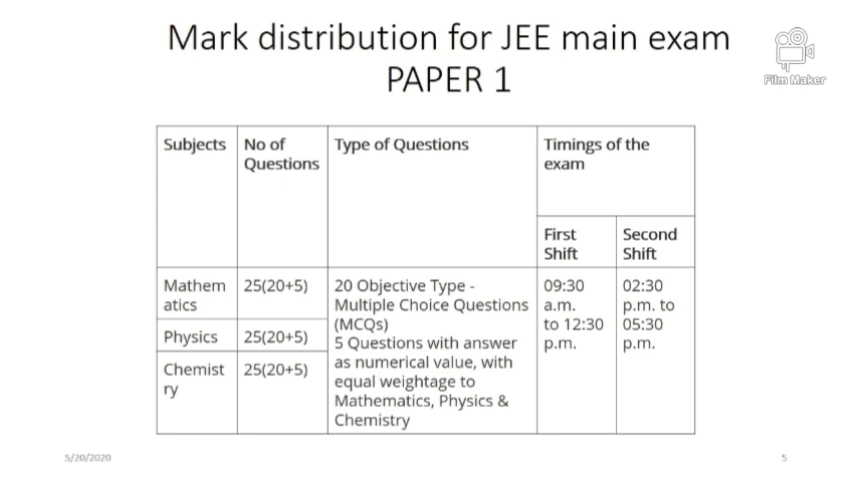 Mark distribution for JEE main exam
PAPER 1
Film Maker
Subjects
No of
Questions
Type of Questions
Timings of the
exam
First
Shift
Second
Shift
Mathem
atics
25(20+5)
Physics
25(20+5)
Chemist
ry
25(20+5)
20 Objective Type -
Multiple Choice Questions
(MCQs)
5 Questions with answer
as numerical value, with
equal weightage to
Mathematics, Physics &
Chemistry
09:30
a.m.
to 12:30
p.m.
02:30
p.m. to
05:30
p.m.
5/20/2020
5